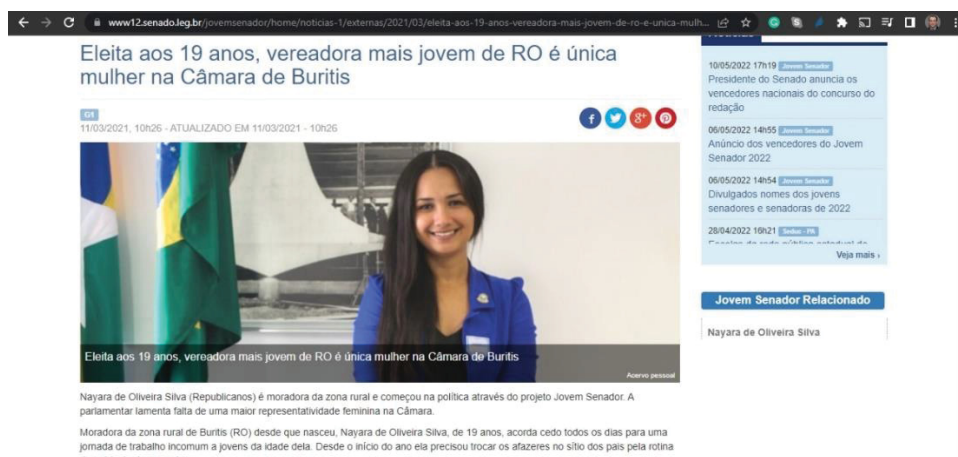 www12.senado.leg.br/jovemsenador/home/noticias-1/externas/2021/03/eleita-aos-19-anos-vereadora-mais-jovem-de-ro-e-unica-mulh...
Eleita aos 19 anos, vereadora mais jovem de RO é única
mulher na Câmara de Buritis
G1
11/03/2021, 10h26 - ATUALIZADO EM 11/03/2021 - 10h26
Eleita aos 19 anos, vereadora mais jovem de RO é única mulher na Câmara de Buritis
Acervo pessoal
Nayara de Oliveira Silva (Republicanos) é moradora da zona rural e começou na política através do projeto Jovem Senador. A
parlamentar lamenta falta de uma maior representatividade feminina na Câmara.
Moradora da zona rural de Buritis (RO) desde que nasceu, Nayara de Oliveira Silva, de 19 anos, acorda cedo todos os dias para uma
jornada de trabalho incomum a jovens da idade dela. Desde o início do ano ela precisou trocar os afazeres no sítio dos pais pela rotina
Notícias
10/05/2022 17h19 Jovem Senador
Presidente do Senado anuncia os
vencedores nacionais do concurso de
redação
06/05/2022 14h55 Jovem Senador
Anúncio dos vencedores do Jovem
Senador 2022
06/05/2022 14h54 Jovem Senador
Divulgados nomes dos jovens
senadores e senadoras de 2022
28/04/2022 16h21 Seduc - PA
Veja mais ›
Jovem Senador Relacionado
Nayara de Oliveira Silva